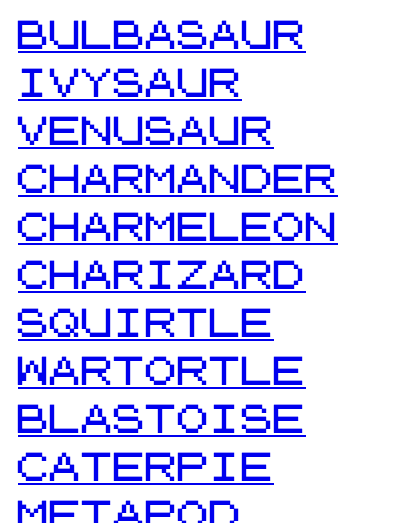 BULBASAUR
IVYSAUR
VENUSAUR
CHARMANDER
CHARMELEON
CHARIZARD
SQUIRTLE
WARTORTLE
BLASTOISE
CATERPIE
METAPOD